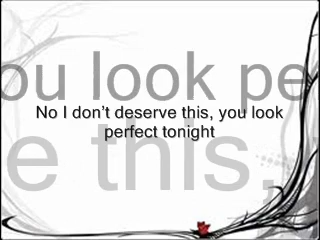 ou look pe
No I don't deserve this, you look
perfect tonight
e this,